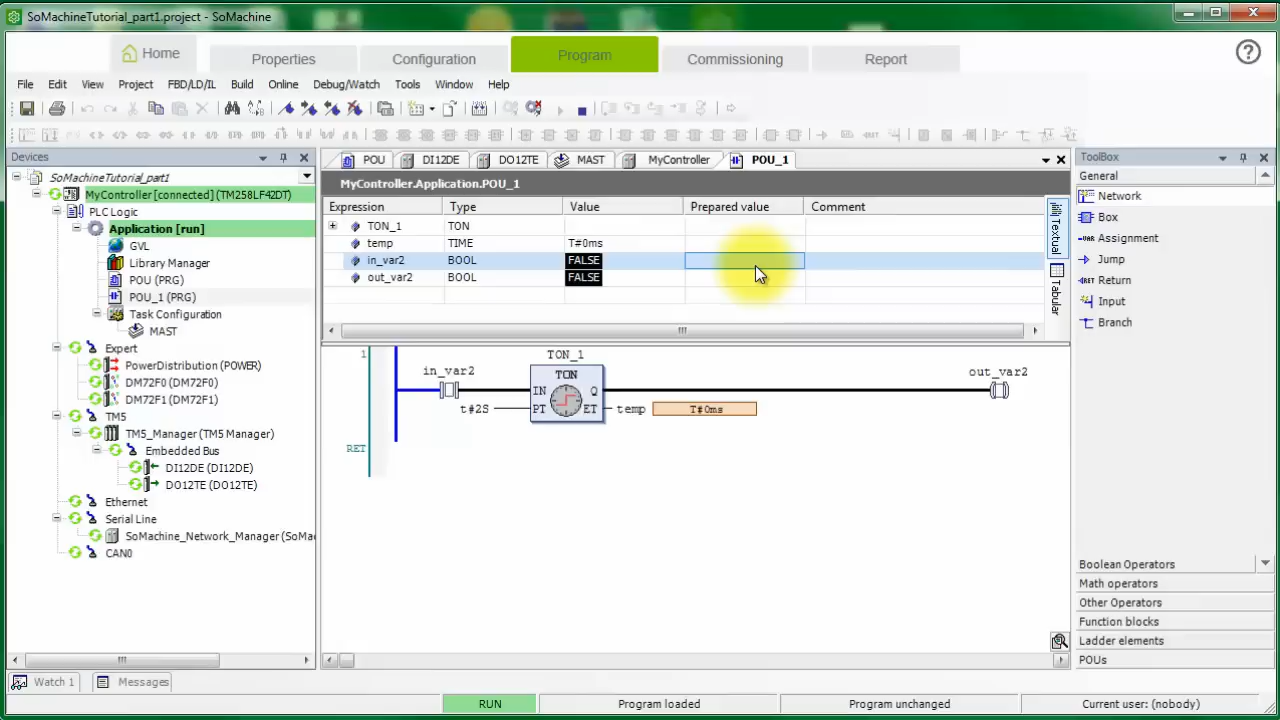 SoMachineTutorial_part1.project - SoMachine
Home
Properties
Configuration
Program
Commissioning
Report
File Edit View Project FBD/LD/IL Build Online Debug/Watch Tools Window Help
Devices
SoMachineTutorial_part1
MyController [connected] (TM258LF42DT)
PLC Logic
Application [run]
GVL
Library Manager
POU (PRG)
POU_1 (PRG)
Task Configuration
MAST
Expert
PowerDistribution (POWER)
DM72F0 (DM72F0)
DM72F1 (DM72F1)
TM5
TM5_Manager (TM5 Manager)
Embedded Bus
DI12DE (DI12DE)
DO12TE (DO12TE)
Ethernet
Serial Line
SoMachine_Network_Manager (SoMa
CAN0
POU DI12DE DO12TE MAST MyController POU_1
MyController.Application.POU_1
Expression Type Value Prepared value Comment
TON_1 TON
temp TIME T#0ms
in_var2 BOOL FALSE
out_var2 BOOL FALSE
Textual
Tabular
1
TON_1
in_var2 TON out_var2
IN Q
t#2S PT ET temp T#0ms
RET
ToolBox
General
Network
Box
VAR Assignment
Jump
RET Return
Input
Branch
Boolean Operators
Math operators
Other Operators
Function blocks
Ladder elements
POUs
Watch 1 Messages
RUN Program loaded Program unchanged Current user: (nobody)